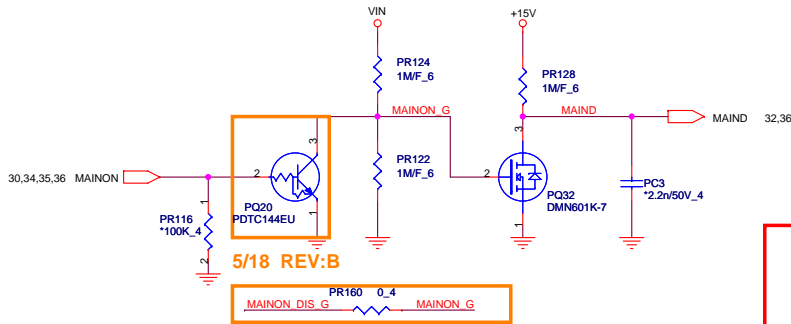 VIN
+15V
PR124
1M/F_6
PR128
1M/F_6
MAINON_G
MAIND
MAIND 32,36
3
3
30,34,35,36 MAINON
2
PR122
1M/F_6
2
PC3
*2.2n/50V_4
PQ20
PDTC144EU
1
PQ32
DMN601K-7
1
1
PR116
*100K_4
2
5/18 REV:B
PR160 0_4
MAINON_DIS_G
MAINON_G